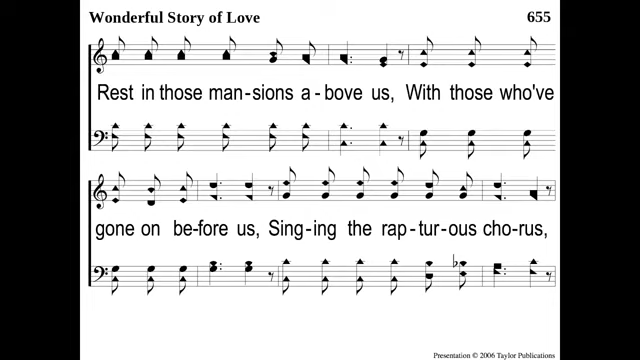 Wonderful Story of Love 655
Rest in those man-sions a-bove us, With those who've
gone on be-fore us, Sing-ing the rap-tur-ous cho-rus,
Presentation © 2006 Taylor Publications